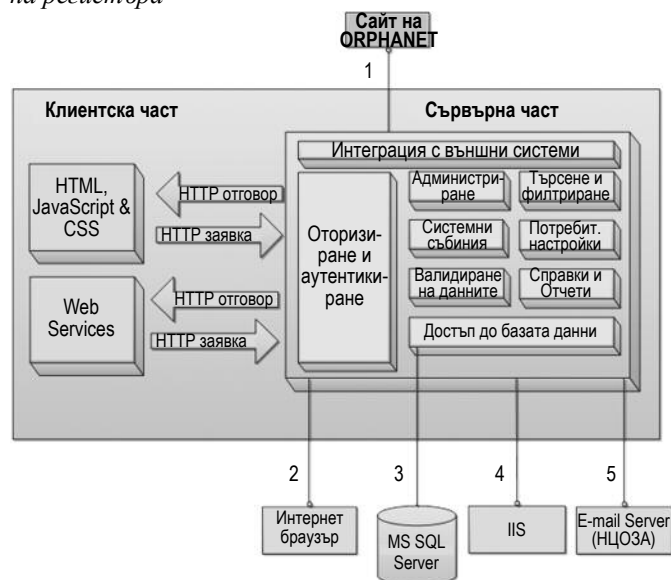 на регистъра
Сайт на
ORPHANET
1
Клиентска част
Сървърна част
Интеграция с външни системи
HTML,
JavaScript &
CSS
HTTP отговор
HTTP заявка
Web
Services
HTTP отговор
HTTP заявка
Оторизи-
ране и
аутентики-
ране
Администри-
ране
Търсене и
филтриране
Системни
събиния
Потребит.
настройки
Валидиране
на данните
Справки и
Отчети
Достъп до базата данни
2
3
4
5
Интернет
браузър
MS SQL
Server
IIS
E-mail Server
(НЦОЗА)